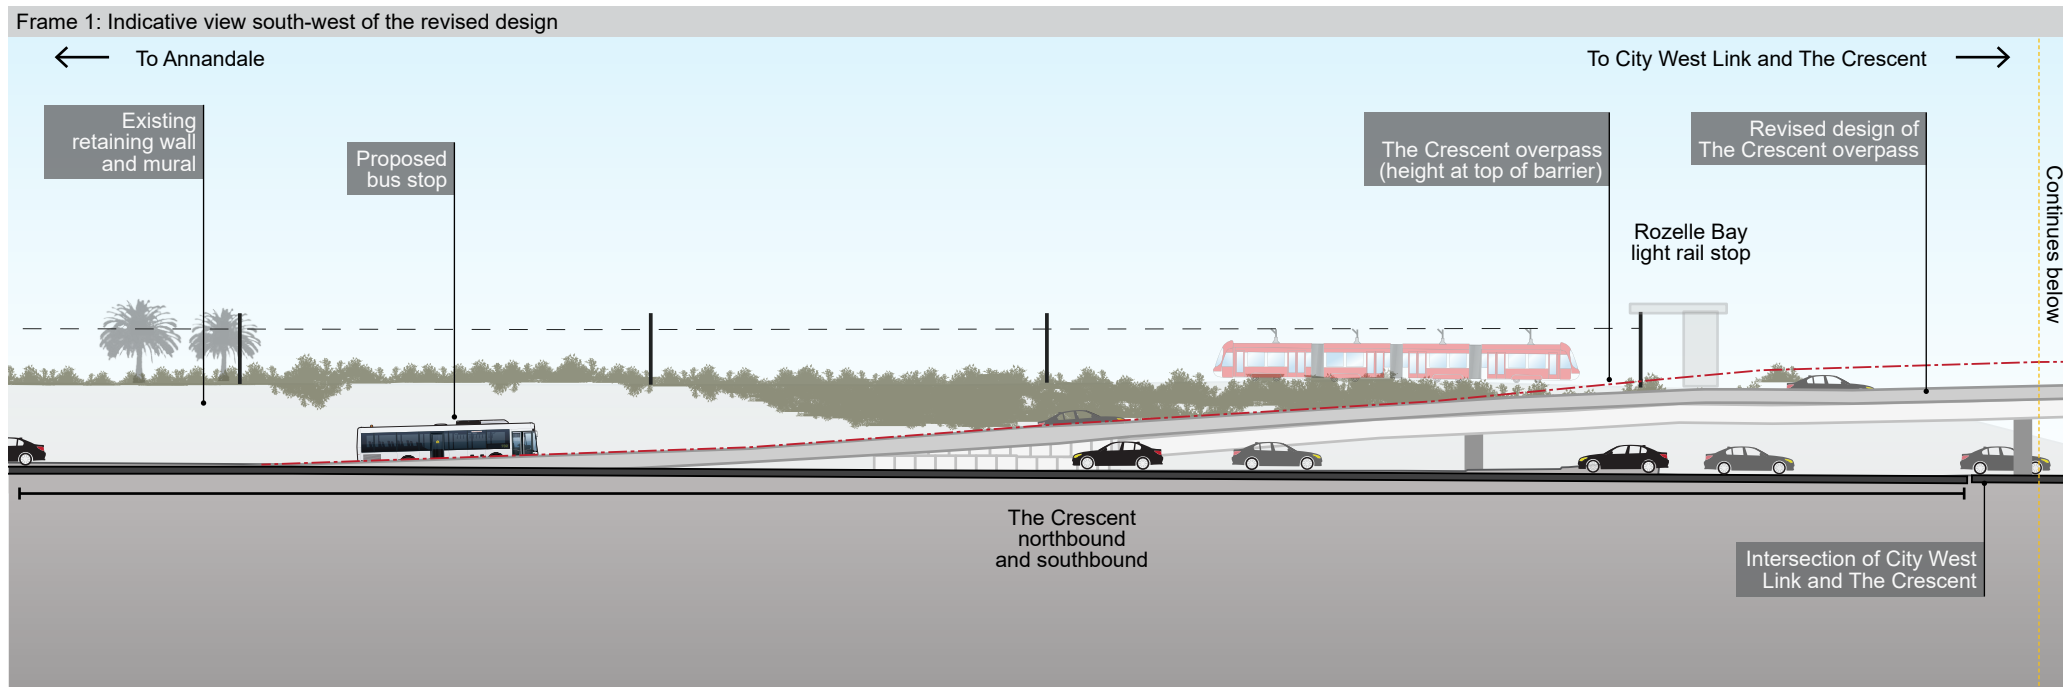 Frame 1: Indicative view south-west of the revised design
To Annandale
To City West Link and The Crescent
Existing
retaining wall
and mural
Proposed
bus stop
The Crescent overpass
(height at top of barrier)
Revised design of
The Crescent overpass
Rozelle Bay
light rail stop
Continues below
The Crescent
northbound
and southbound
Intersection of City West
Link and The Crescent